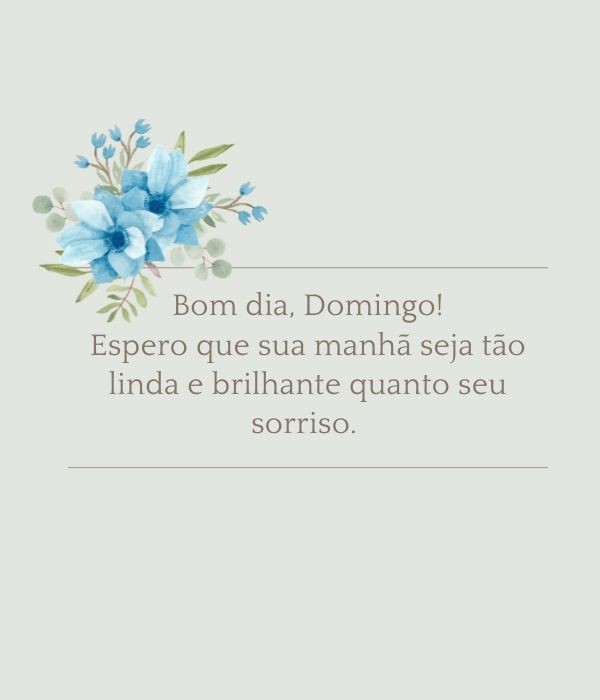 Bom dia, Domingo!
Espero que sua manhã seja tão
linda e brilhante quanto seu
sorriso.